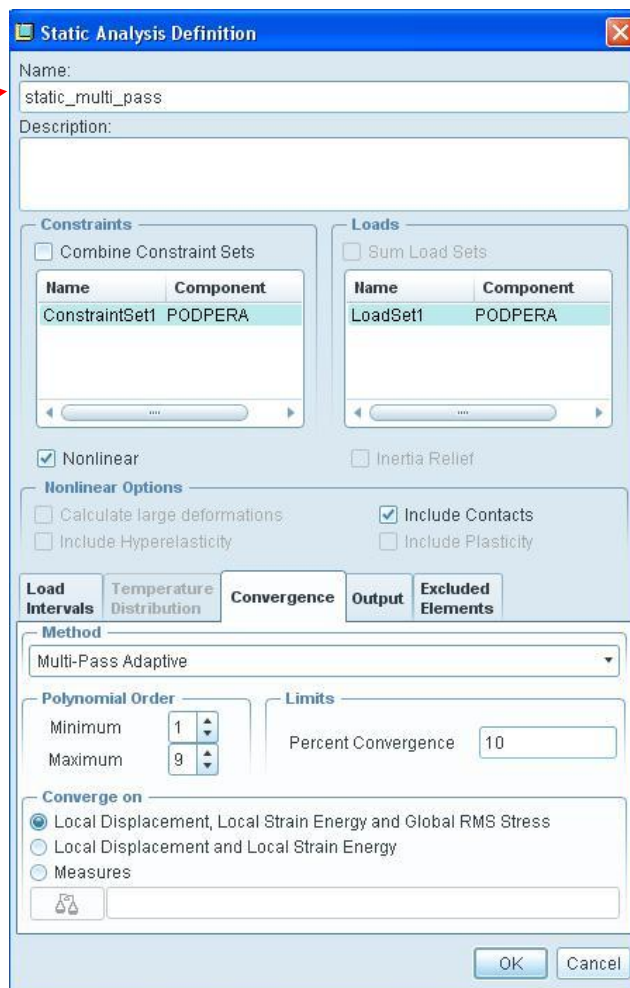 Static Analysis Definition
Name:
static_multi_pass
Description:
Constraints
Combine Constraint Sets
Name Component
ConstraintSet1 PODPERA
Loads
Sum Load Sets
Name Component
LoadSet1 PODPERA
Nonlinear
Inertia Relief
Nonlinear Options
Calculate large deformations
Include Contacts
Include Hyperelasticity
Include Plasticity
Load
Intervals
Temperature
Distribution
Convergence
Output
Excluded
Elements
Method
Multi-Pass Adaptive
Polynomial Order
Minimum 1
Maximum 9
Limits
Percent Convergence 10
Converge on
Local Displacement, Local Strain Energy and Global RMS Stress
Local Displacement and Local Strain Energy
Measures
OK Cancel